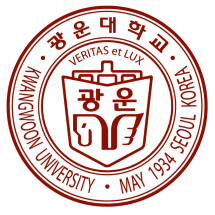 광운대학교
KWANGWOON UNIVERSITY • MAY 1934 SEOUL KOREA
VERITAS et LUX
광운